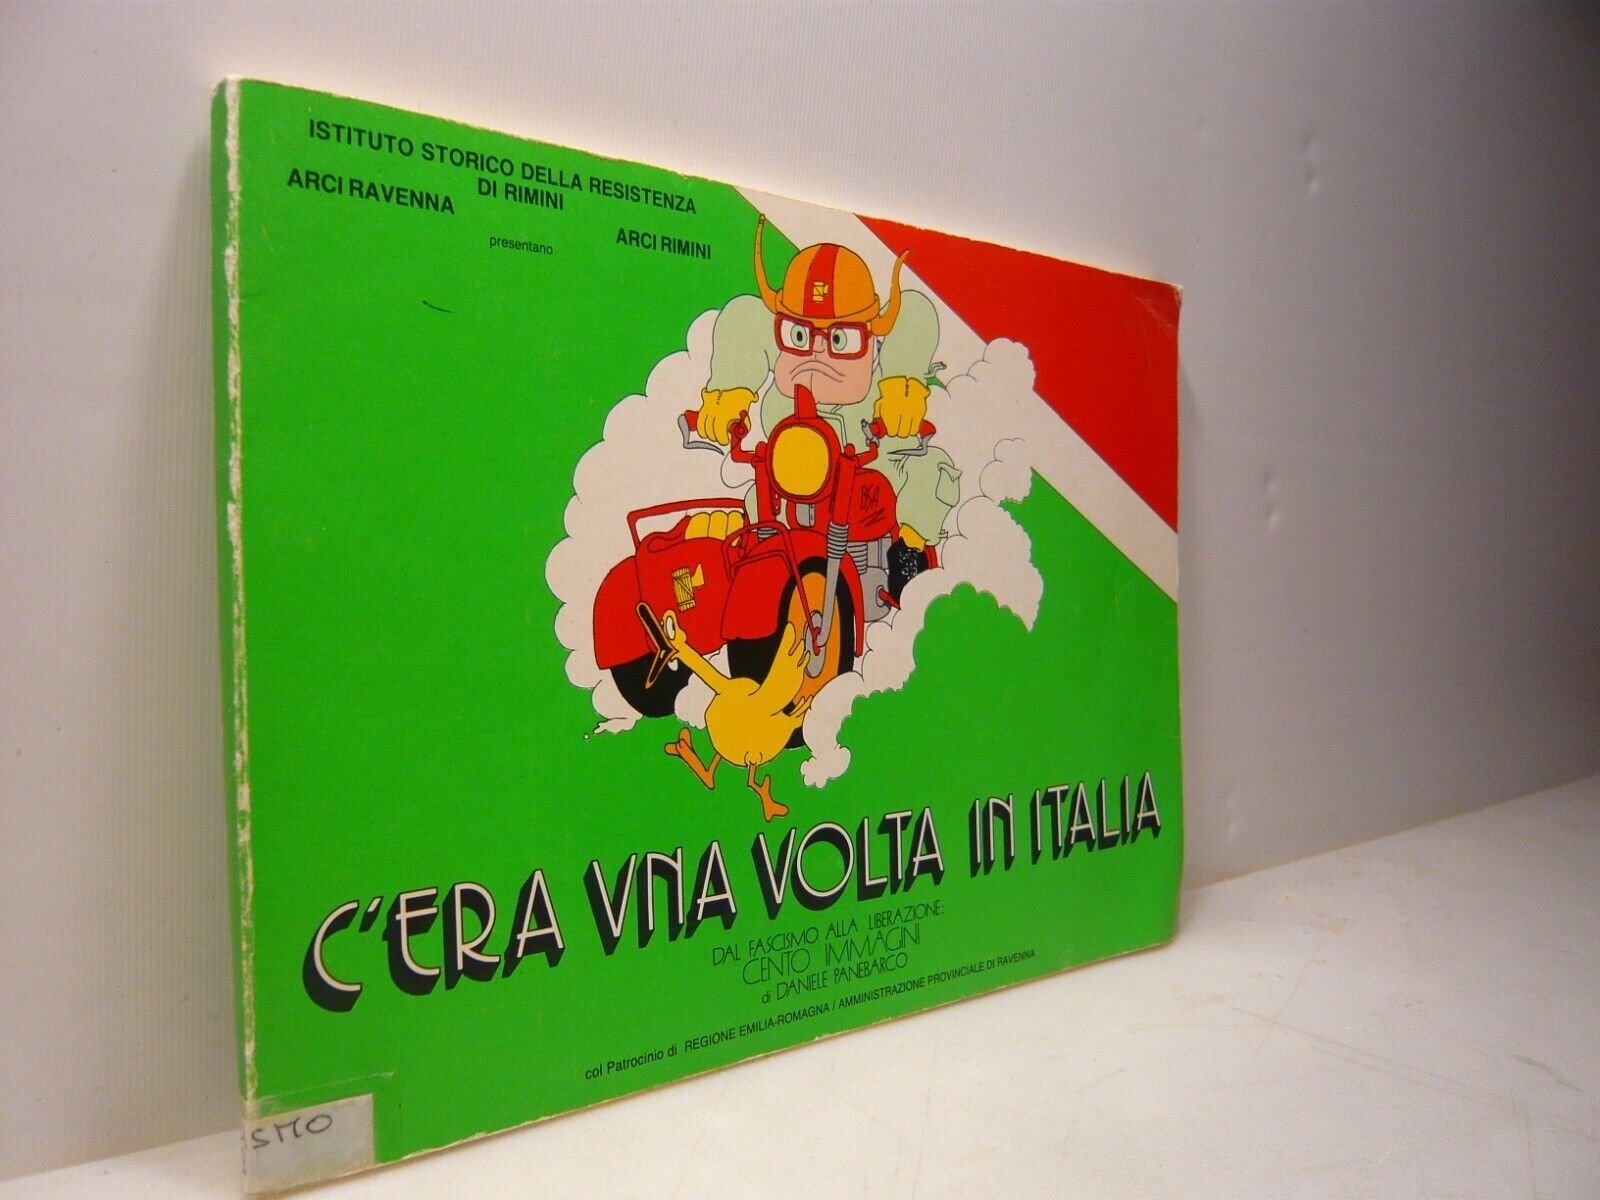 ISTITUTO STORICO DELLA RESISTENZA
DI RIMINI
ARCI RAVENNA
ARCI RIMINI
presentano
BSA
C'ERA VNA VOLTA IN ITALIA
DAL FASCISMO ALLA LIBERAZIONE:
CENTO IMMAGINI
di DANIELE PANEBARCO
col Patrocinio di REGIONE EMILIA-ROMAGNA / AMMINISTRAZIONE PROVINCIALE DI RAVENNA
SMO